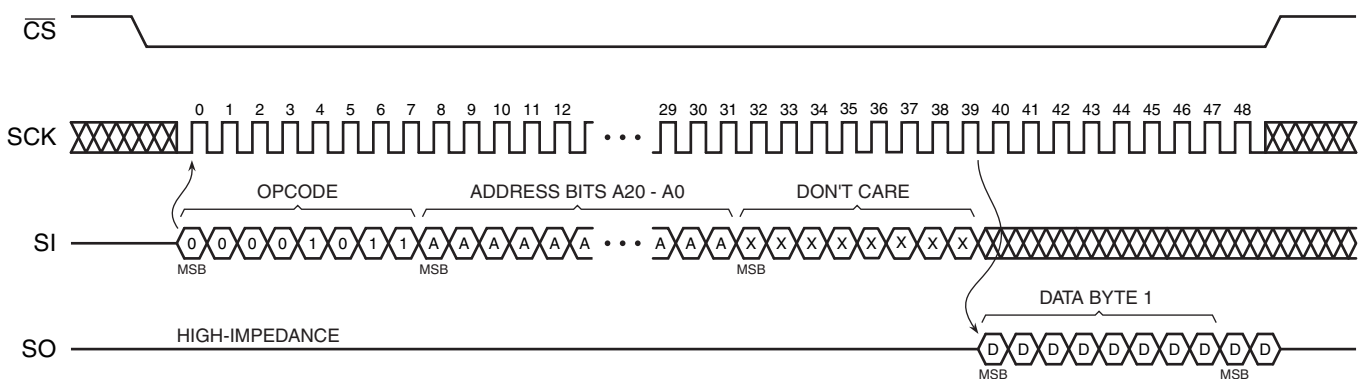 CS
0 1 2 3 4 5 6 7 8 9 10 11 12 29 30 31 32 33 34 35 36 37 38 39 40 41 42 43 44 45 46 47 48
SCK
OPCODE ADDRESS BITS A20 - A0 DON'T CARE
SI 0 0 0 0 1 0 1 1 A A A A A A A A A X X X X X X X X
MSB MSB MSB
DATA BYTE 1
HIGH-IMPEDANCE
SO D D D D D D D D D D
MSB MSB